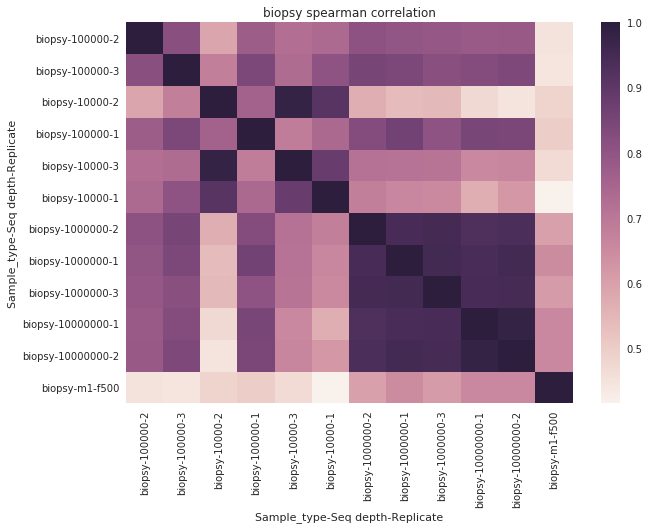 biopsy spearman correlation
biopsy-100000-2
biopsy-100000-3
biopsy-10000-2
biopsy-100000-1
biopsy-10000-3
biopsy-10000-1
biopsy-1000000-2
biopsy-1000000-1
biopsy-1000000-3
biopsy-10000000-1
biopsy-10000000-2
biopsy-m1-f500
Sample_type-Seq depth-Replicate
biopsy-100000-2
biopsy-100000-3
biopsy-10000-2
biopsy-100000-1
biopsy-10000-3
biopsy-10000-1
biopsy-1000000-2
biopsy-1000000-1
biopsy-1000000-3
biopsy-10000000-1
biopsy-10000000-2
biopsy-m1-f500
Sample_type-Seq depth-Replicate
1.0
0.9
0.8
0.7
0.6
0.5